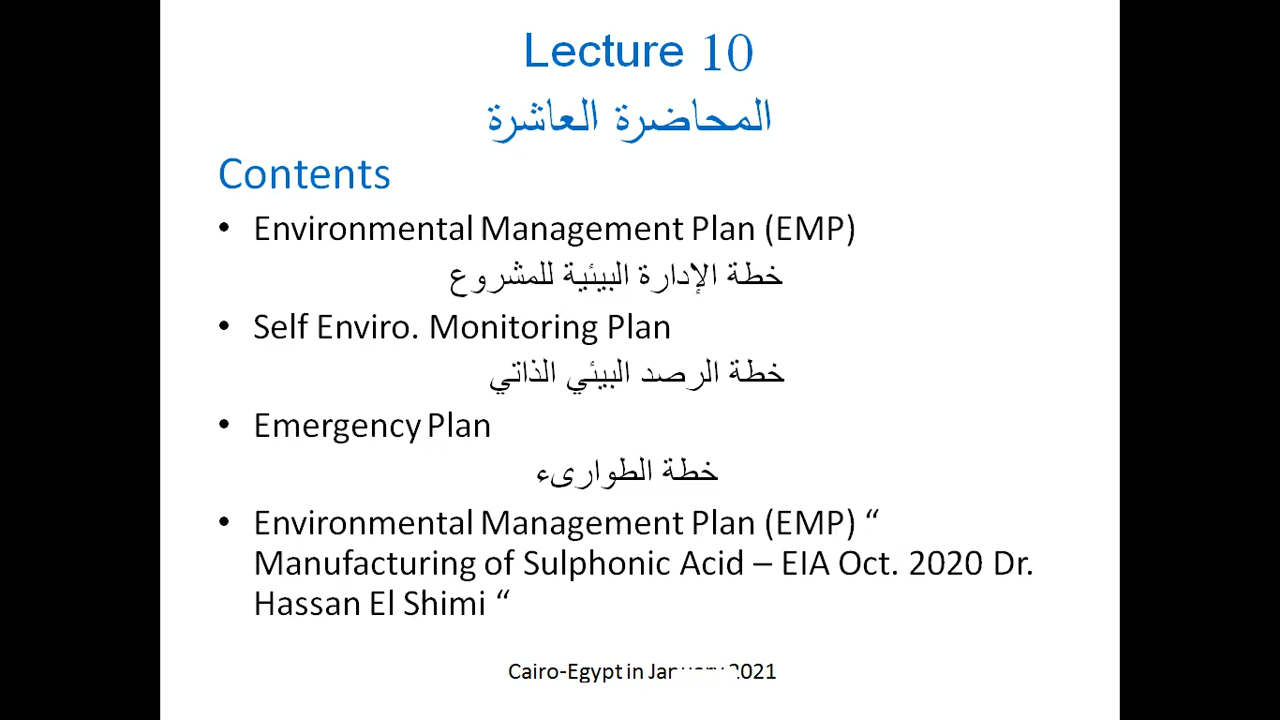 Lecture 10
المحاضرة العاشرة
Contents
• Environmental Management Plan (EMP)
خطة الإدارة البيئية للمشروع
• Self Enviro. Monitoring Plan
خطة الرصد البيئي الذاتي
• Emergency Plan
خطة الطوارىء
• Environmental Management Plan (EMP) “
Manufacturing of Sulphonic Acid – EIA Oct. 2020 Dr.
Hassan El Shimi “
Cairo-Egypt in January 2021